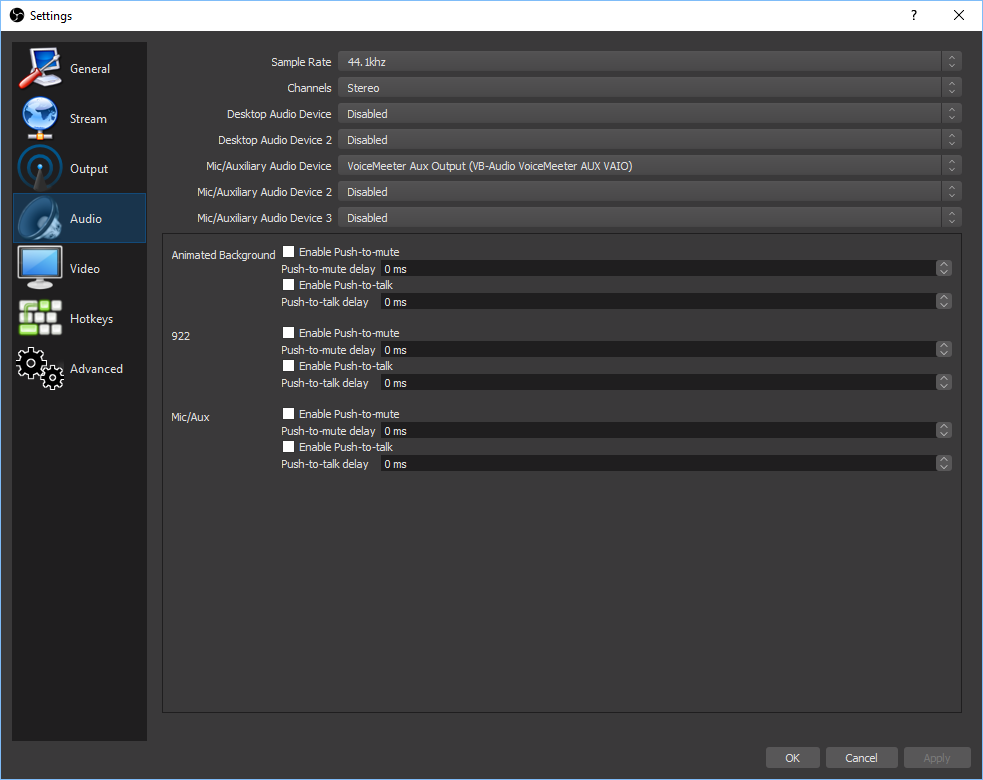 Settings
?
General
Stream
Output
Audio
Video
Hotkeys
Advanced
Sample Rate 44.1khz
Channels Stereo
Desktop Audio Device Disabled
Desktop Audio Device 2 Disabled
Mic/Auxiliary Audio Device VoiceMeeter Aux Output (VB-Audio VoiceMeeter AUX VAIO)
Mic/Auxiliary Audio Device 2 Disabled
Mic/Auxiliary Audio Device 3 Disabled
Animated Background Enable Push-to-mute
Push-to-mute delay 0 ms
Enable Push-to-talk
Push-to-talk delay 0 ms
922 Enable Push-to-mute
Push-to-mute delay 0 ms
Enable Push-to-talk
Push-to-talk delay 0 ms
Mic/Aux Enable Push-to-mute
Push-to-mute delay 0 ms
Enable Push-to-talk
Push-to-talk delay 0 ms
OK Cancel Apply